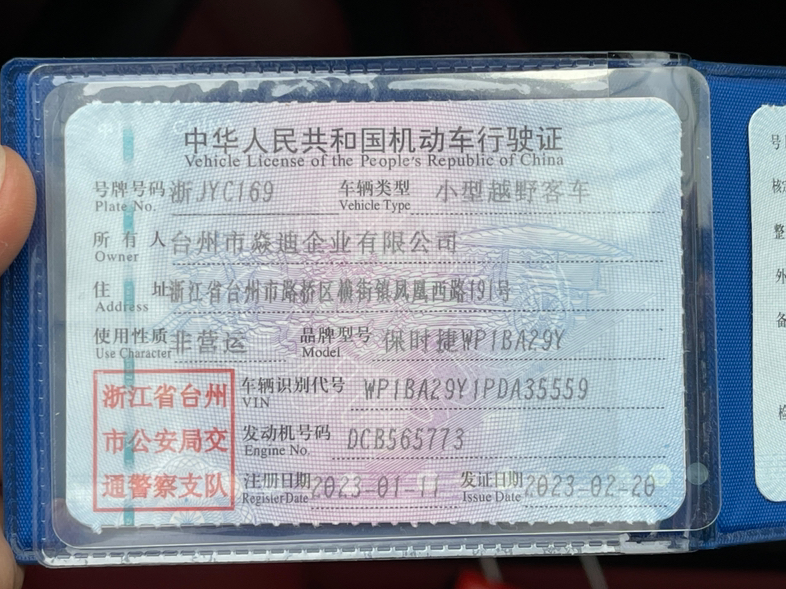 中华人民共和国机动车行驶证
Vehicle License of the People's Republic of China
号牌号码 浙JYC169 车辆类型 小型越野客车
Plate No. Vehicle Type
所有人 台州市焱迪企业有限公司
Owner
住址 浙江省台州市路桥区横街镇凤凰西路191号
Address
使用性质 非营运 品牌型号 保时捷WP1BA29Y
Use Character Model
浙江省台州
市公安局交
通警察支队
车辆识别代号 WP1BA29Y1PDA35559
VIN
发动机号码 DCB565773
Engine No.
注册日期 2023-01-11 发证日期 2023-02-20
Register Date Issue Date
号
核
整
外
备
检